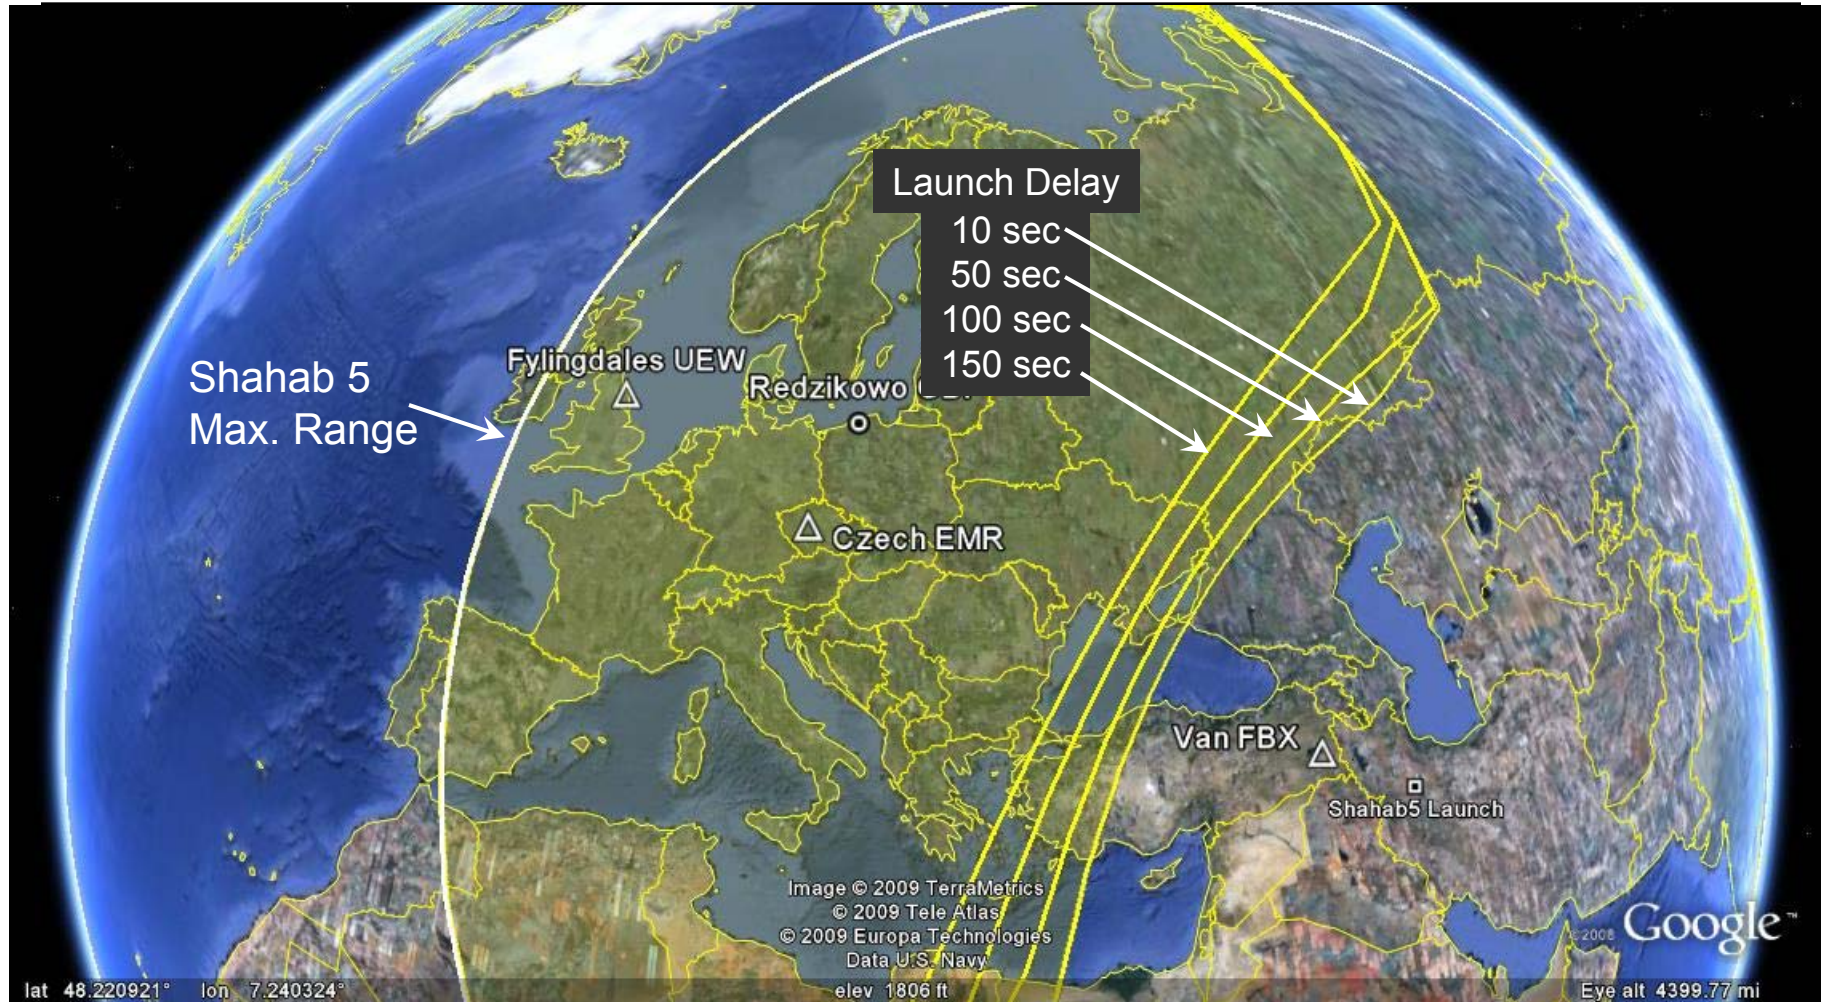 Launch Delay
10 sec
50 sec
100 sec
150 sec
Shahab 5
Max. Range
Fylingdales UEW
Redzikowo
Czech EMR
Van FBX
Shahab5 Launch
Image © 2009 TerraMetrics
© 2009 Tele Atlas
© 2009 Europa Technologies
Data U.S. Navy
©2008 Google™
lat 48.220921° lon 7.240324° elev 1806 ft Eye alt 4399.77 mi